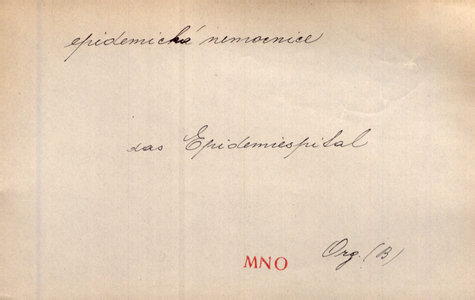 epidemická nemocnice
das Epidemiespital
MNO
Org. (B)